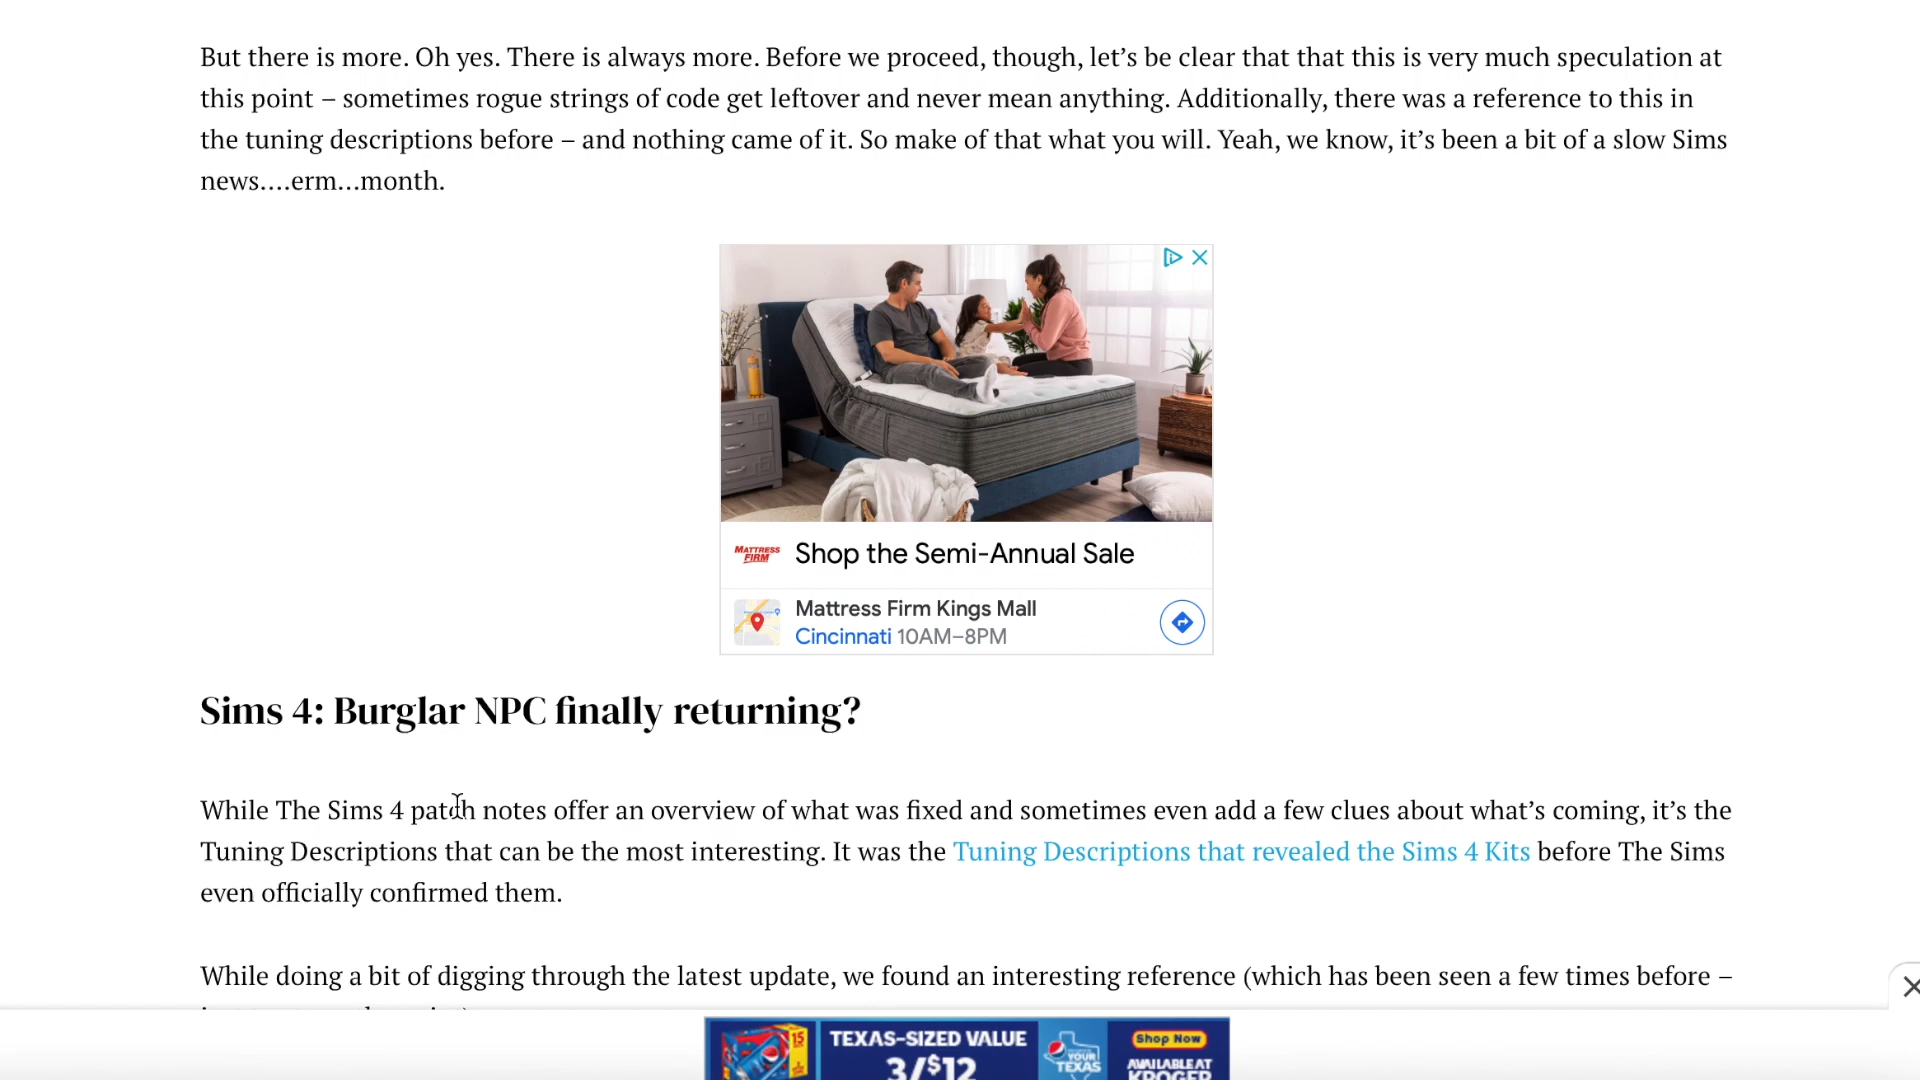 But there is more. Oh yes. There is always more. Before we proceed, though, let’s be clear that that this is very much speculation at
this point – sometimes rogue strings of code get leftover and never mean anything. Additionally, there was a reference to this in
the tuning descriptions before – and nothing came of it. So make of that what you will. Yeah, we know, it’s been a bit of a slow Sims
news….erm…month.
MATTRESS FIRM
Shop the Semi-Annual Sale
Mattress Firm Kings Mall
Cincinnati 10AM–8PM
Sims 4: Burglar NPC finally returning?
While The Sims 4 patch notes offer an overview of what was fixed and sometimes even add a few clues about what’s coming, it’s the
Tuning Descriptions that can be the most interesting. It was the Tuning Descriptions that revealed the Sims 4 Kits before The Sims
even officially confirmed them.
While doing a bit of digging through the latest update, we found an interesting reference (which has been seen a few times before –
15
TEXAS-SIZED VALUE
3/$12
YOUR
TEXAS
Shop Now
AVAILABLE AT
KROGER